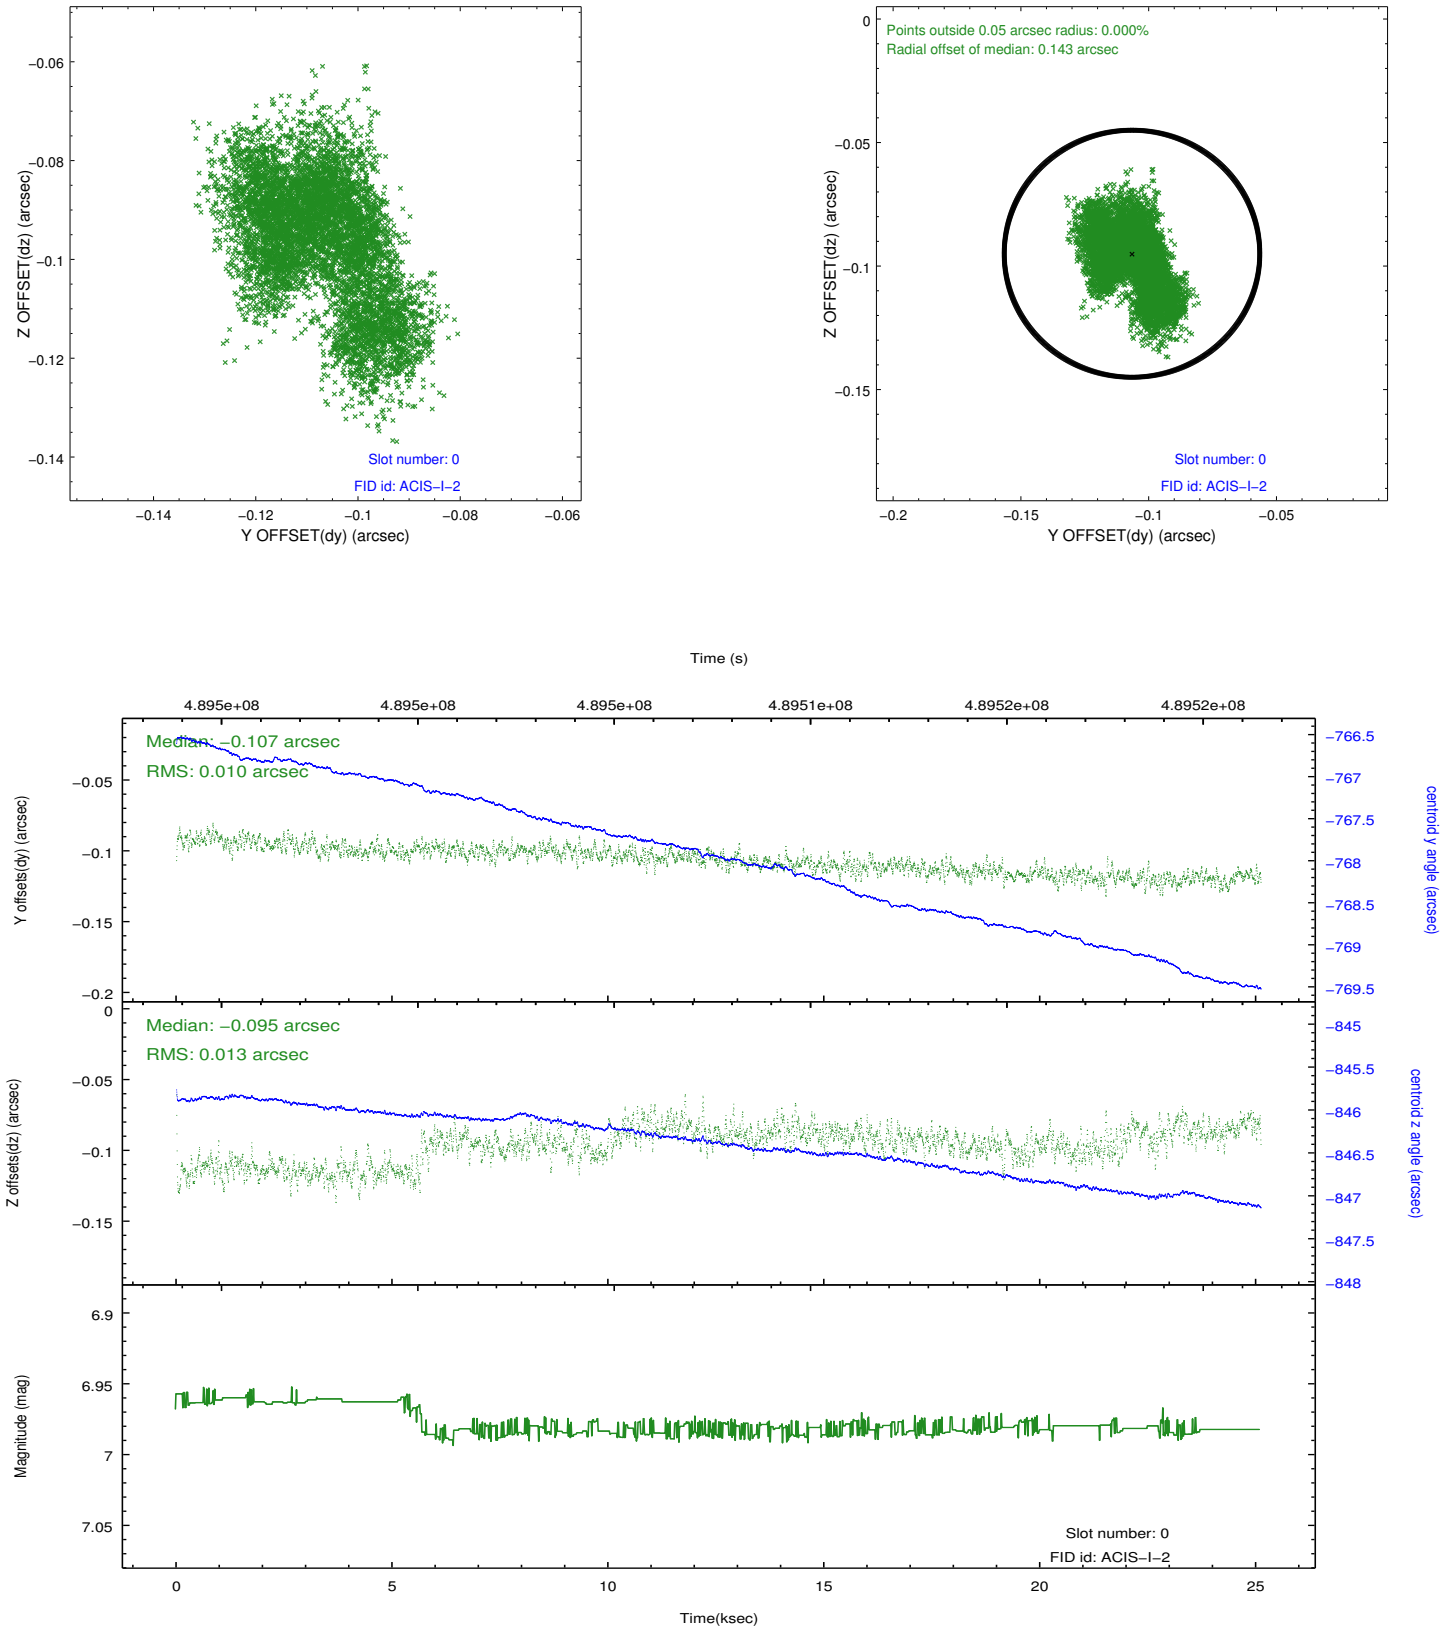 −0.06
−0.08
−0.1
−0.12
−0.14
Z OFFSET(dz) (arcsec)
Slot number: 0
FID id: ACIS−I−2
−0.14
−0.12
−0.1
−0.08
−0.06
Y OFFSET(dy) (arcsec)
Points outside 0.05 arcsec radius: 0.000%
Radial offset of median: 0.143 arcsec
0
−0.05
−0.1
−0.15
Z OFFSET(dz) (arcsec)
Slot number: 0
FID id: ACIS−I−2
−0.2
−0.15
−0.1
−0.05
Y OFFSET(dy) (arcsec)
Time (s)
4.895e+08
4.895e+08
4.895e+08
4.8951e+08
4.8952e+08
4.8952e+08
Median: −0.107 arcsec
RMS: 0.010 arcsec
−0.05
−0.1
−0.15
−0.2
Y offsets(dy) (arcsec)
−766.5
−767
−767.5
−768
−768.5
−769
−769.5
centroid y angle (arcsec)
Median: −0.095 arcsec
RMS: 0.013 arcsec
0
−0.05
−0.1
−0.15
Z offsets(dz) (arcsec)
−845
−845.5
−846
−846.5
−847
−847.5
−848
centroid z angle (arcsec)
6.9
6.95
7
7.05
Magnitude (mag)
Slot number: 0
FID id: ACIS−I−2
0
5
10
15
20
25
Time(ksec)